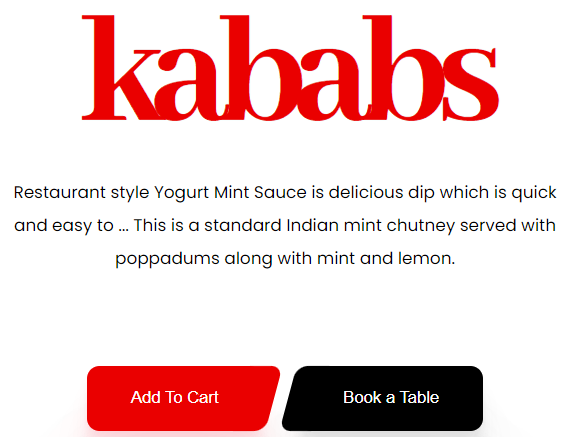 kababs
Restaurant style Yogurt Mint Sauce is delicious dip which is quick
and easy to ... This is a standard Indian mint chutney served with
poppadums along with mint and lemon.
Add To Cart
Book a Table